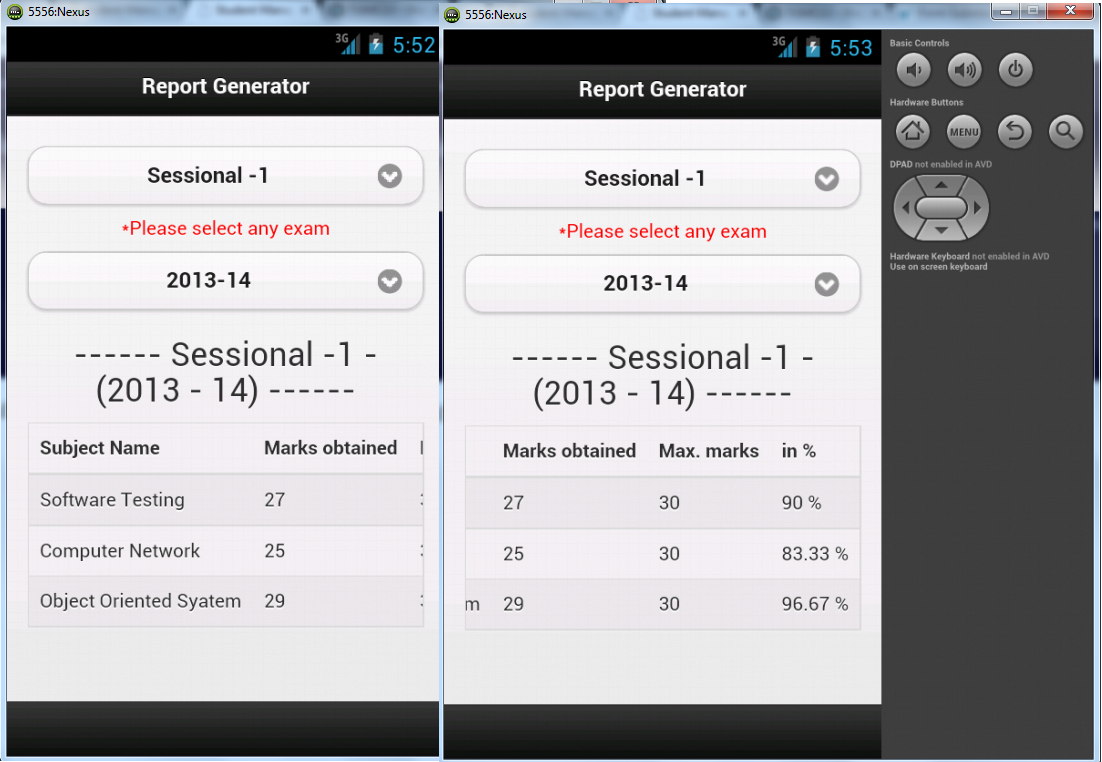 5556:Nexus
3G 5:52
Report Generator
Sessional -1
*Please select any exam
2013-14
------ Sessional -1 -
(2013 - 14) ------
Subject Name Marks obtained
Software Testing 27
Computer Network 25
Object Oriented Syatem 29
5556:Nexus
3G 5:53
Report Generator
Sessional -1
*Please select any exam
2013-14
------ Sessional -1 -
(2013 - 14) ------
Marks obtained Max. marks in %
27 30 90 %
25 30 83.33 %
m 29 30 96.67 %
Basic Controls
Hardware Buttons
MENU
DPAD not enabled in AVD
Hardware Keyboard not enabled in AVD
Use on screen keyboard